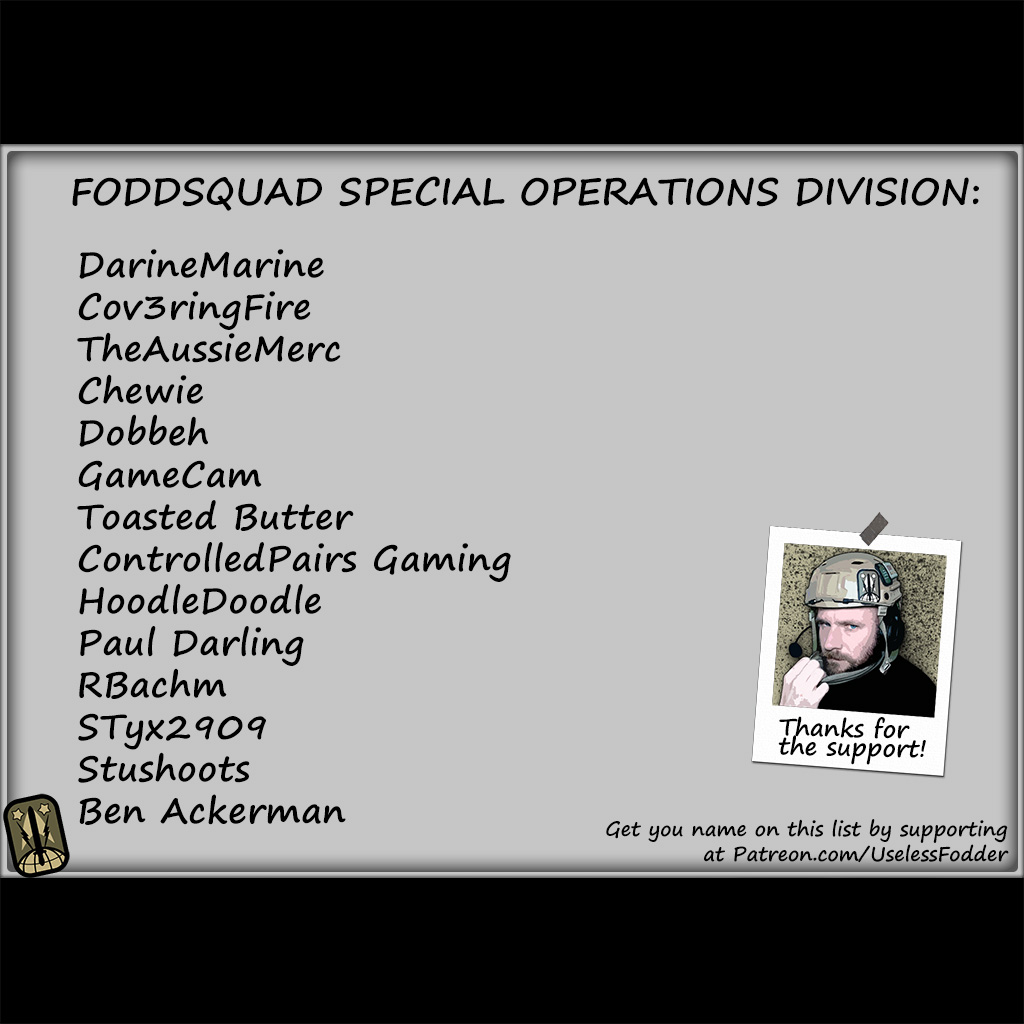 FODDSQUAD SPECIAL OPERATIONS DIVISION:
DarineMarine
Cov3ringFire
TheAussieMerc
Chewie
Dobbeh
GameCam
Toasted Butter
ControlledPairs Gaming
HoodleDoodle
Paul Darling
RBachm
STyx2909
Stushoots
Ben Ackerman
Thanks for
the support!
Get you name on this list by supporting
at Patreon.com/UselessFodder